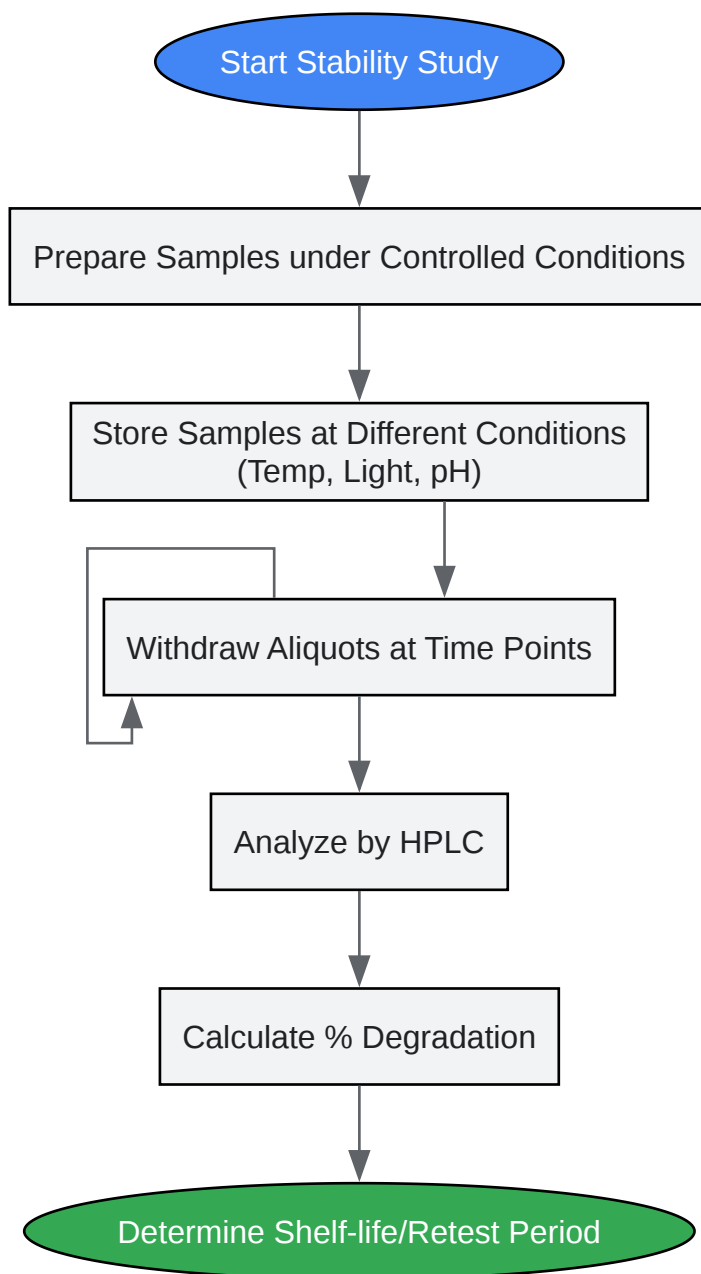 Start Stability Study
Prepare Samples under Controlled Conditions
Store Samples at Different Conditions
(Temp, Light, pH)
Withdraw Aliquots at Time Points
Analyze by HPLC
Calculate % Degradation
Determine Shelf-life/Retest Period